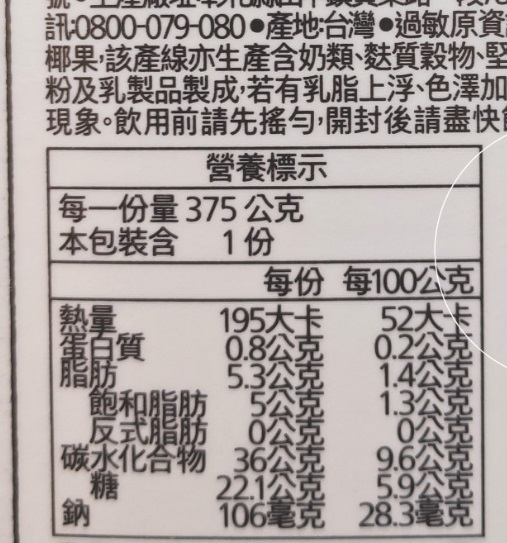 訊:0800-079-080●產地:台灣●過敏原資
椰果,該產線亦生產含奶類、麩質穀物、堅
粉及乳製品製成,若有乳脂上浮、色澤加
現象。飲用前請先搖勻,開封後請盡快
營養標示
每一份量 375 公克
本包裝含 1 份
每份 每100公克
熱量 195大卡 52大卡
蛋白質 0.8公克 0.2公克
脂肪 5.3公克 1.4公克
飽和脂肪 5公克 1.3公克
反式脂肪 0公克 0公克
碳水化合物 36公克 9.6公克
糖 22.1公克 5.9公克
鈉 106毫克 28.3毫克